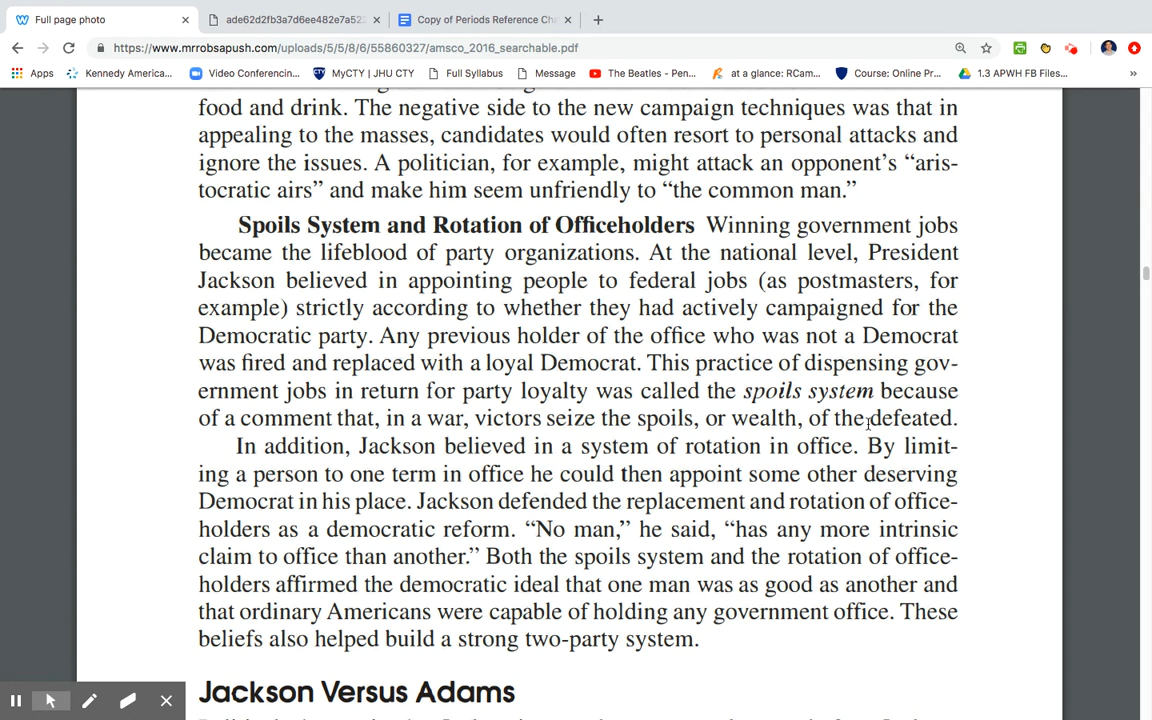 Full page photo
ade62d2fb3a7d6ee482e7a522
Copy of Periods Reference Cha
https://www.mrrobsapush.com/uploads/5/5/8/6/55860327/amsco_2016_searchable.pdf
Apps
Kennedy America...
Video Conferencin...
MyCTY | JHU CTY
Full Syllabus
Message
The Beatles - Pen...
at a glance: RCam...
Course: Online Pr...
1.3 APWH FB Files...
food and drink. The negative side to the new campaign techniques was that in
appealing to the masses, candidates would often resort to personal attacks and
ignore the issues. A politician, for example, might attack an opponent's “aris-
tocratic airs” and make him seem unfriendly to “the common man.”
Spoils System and Rotation of Officeholders Winning government jobs
became the lifeblood of party organizations. At the national level, President
Jackson believed in appointing people to federal jobs (as postmasters, for
example) strictly according to whether they had actively campaigned for the
Democratic party. Any previous holder of the office who was not a Democrat
was fired and replaced with a loyal Democrat. This practice of dispensing gov-
ernment jobs in return for party loyalty was called the spoils system because
of a comment that, in a war, victors seize the spoils, or wealth, of the defeated.
In addition, Jackson believed in a system of rotation in office. By limit-
ing a person to one term in office he could then appoint some other deserving
Democrat in his place. Jackson defended the replacement and rotation of office-
holders as a democratic reform. “No man,” he said, “has any more intrinsic
claim to office than another.” Both the spoils system and the rotation of office-
holders affirmed the democratic ideal that one man was as good as another and
that ordinary Americans were capable of holding any government office. These
beliefs also helped build a strong two-party system.
Jackson Versus Adams